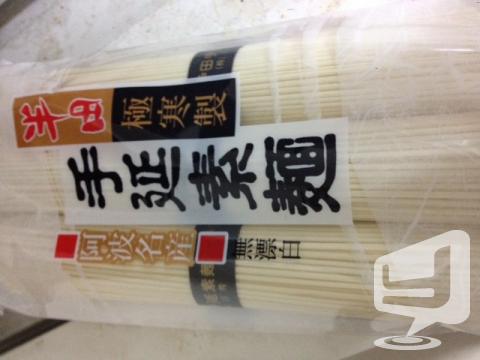 半田
極寒製
手延素麺
阿波名産
無漂白